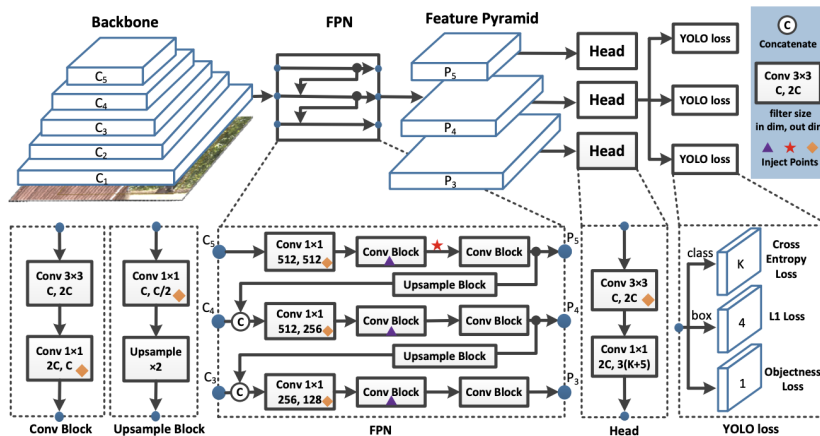 Backbone
FPN
Feature Pyramid
C5
C4
C3
C2
C1
P5
P4
P3
Head
Head
Head
YOLO loss
YOLO loss
YOLO loss
C
Concatenate
Conv 3×3
C, 2C
filter size
in dim, out dim
Inject Points
Conv 3×3
C, 2C
Conv 1×1
2C, C
Conv Block
Conv 1×1
C, C/2
Upsample
×2
Upsample Block
C5
Conv 1×1
512, 512
Conv Block
Conv Block
P5
Upsample Block
C4
C
Conv 1×1
512, 256
Conv Block
Conv Block
P4
Upsample Block
C3
C
Conv 1×1
256, 128
Conv Block
Conv Block
P3
FPN
Conv 3×3
C, 2C
Conv 1×1
2C, 3(K+5)
Head
class
K
Cross
Entropy
Loss
box
4
L1 Loss
1
Objectness
Loss
YOLO loss